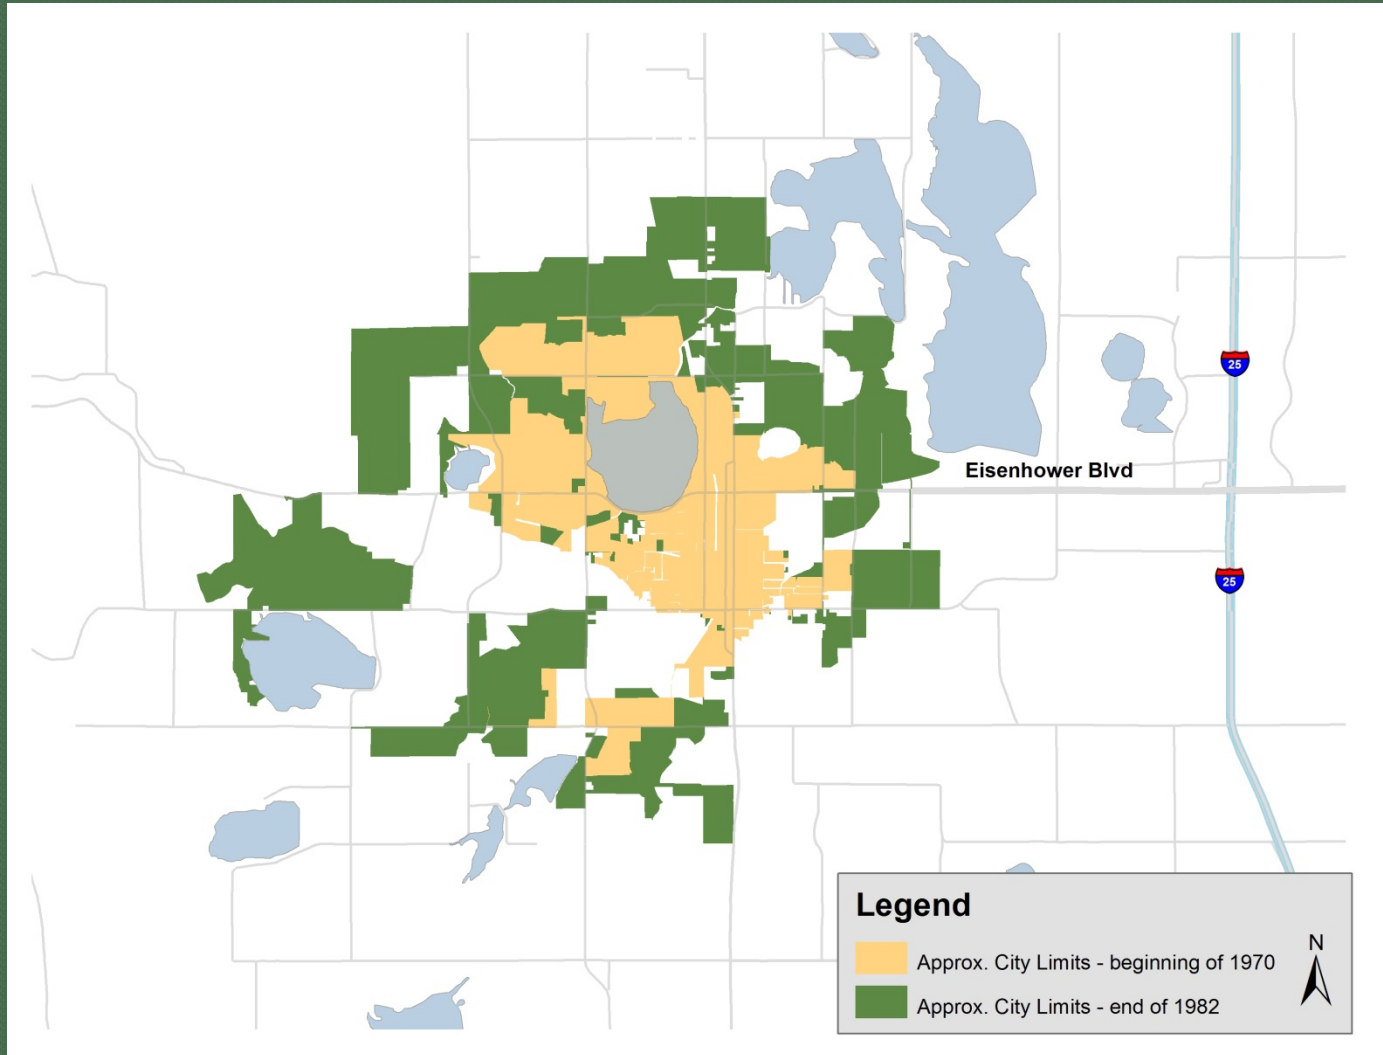 25
Eisenhower Blvd
25
Legend
N
Approx. City Limits - beginning of 1970
Approx. City Limits - end of 1982